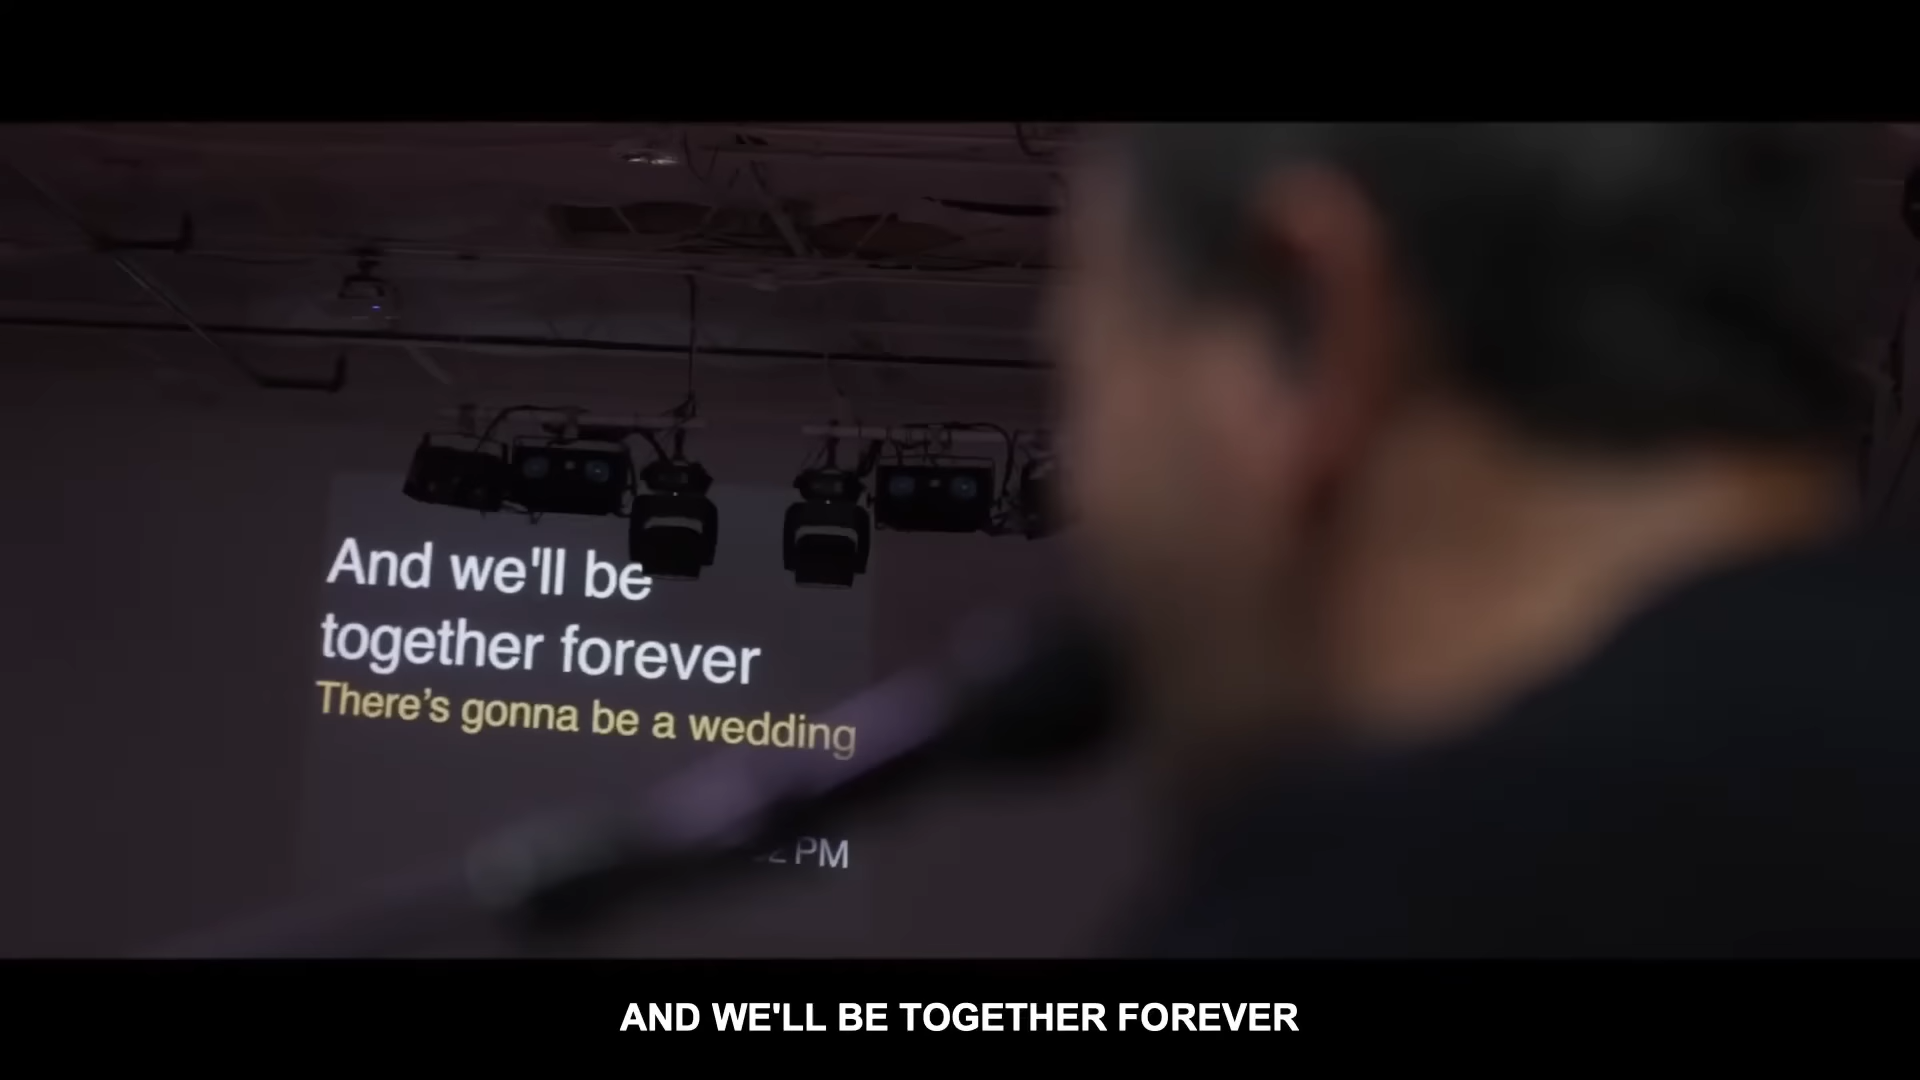 And we'll be
together forever
There's gonna be a wedding
PM
AND WE'LL BE TOGETHER FOREVER